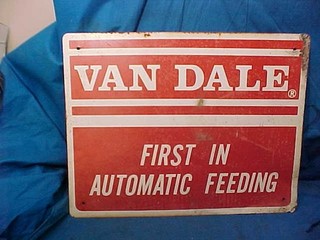 VAN DALE®
FIRST IN
AUTOMATIC FEEDING